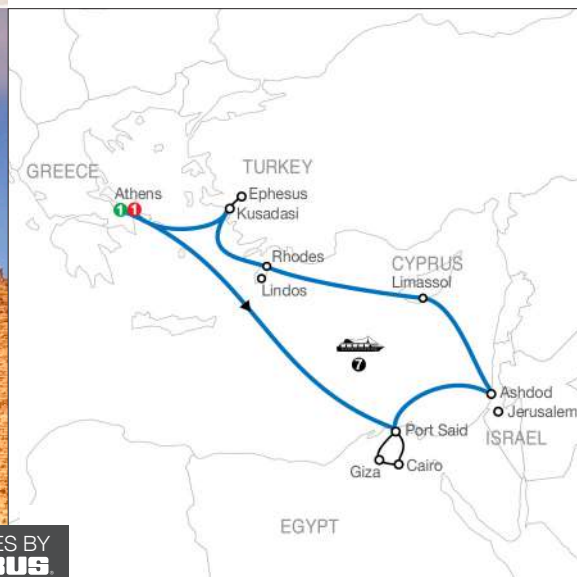 GREECE
TURKEY
Athens
1 1
Ephesus
Kusadasi
Rhodes
Lindos
CYPRUS
Limassol
7
Ashdod
Jerusalem
ISRAEL
Port Said
Giza
Cairo
EGYPT
ES BY
BUS.